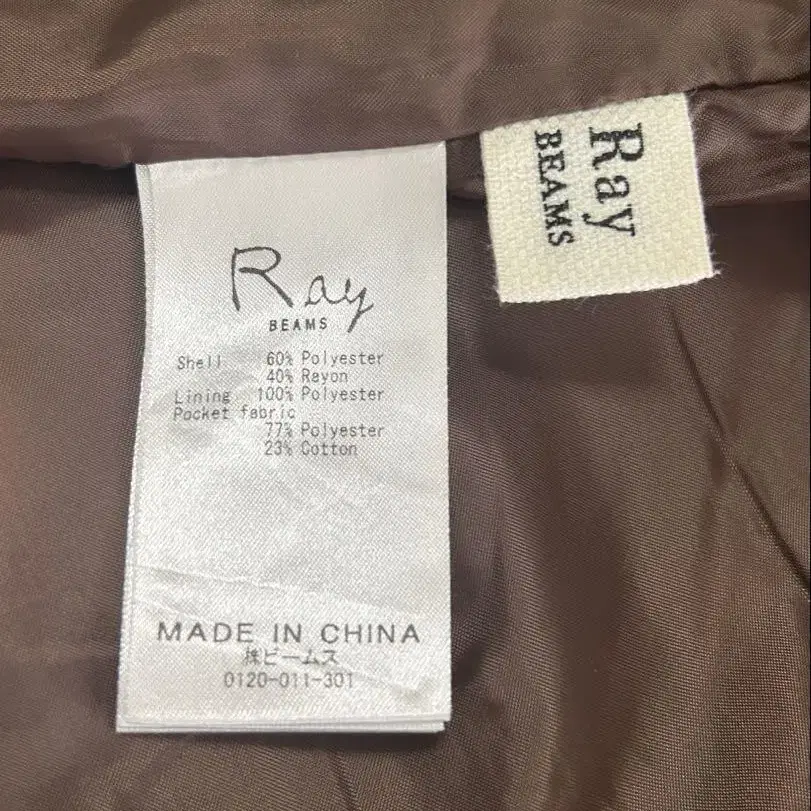 Ray
BEAMS
Shell 60% Polyester
40% Rayon
Lining 100% Polyester
Pocket fabric
77% Polyester
23% Cotton
MADE IN CHINA
㈱ビームス
0120-011-301
Ray
BEAMS